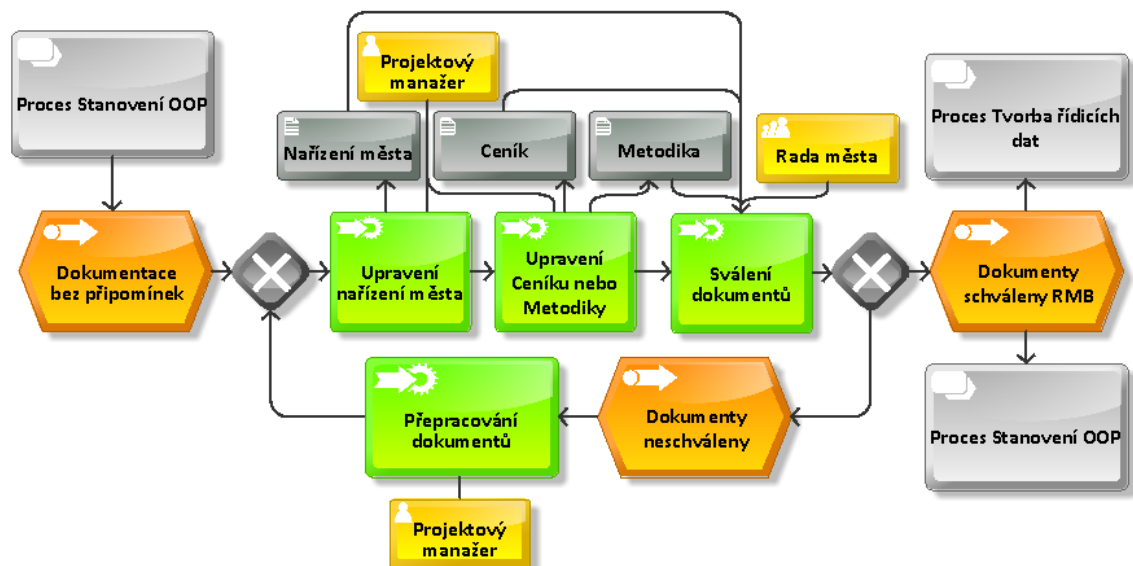 Proces Stanovení OOP
Projektový
manažer
Nařízení města
Ceník
Metodika
Rada města
Proces Tvorba řídicích
dat
Dokumentace
bez připomínek
Upravení
nařízení města
Upravení
Ceníku nebo
Metodiky
Sválení
dokumentů
Dokumenty
schváleny RMB
Přepracování
dokumentů
Dokumenty
neschváleny
Proces Stanovení OOP
Projektový
manažer